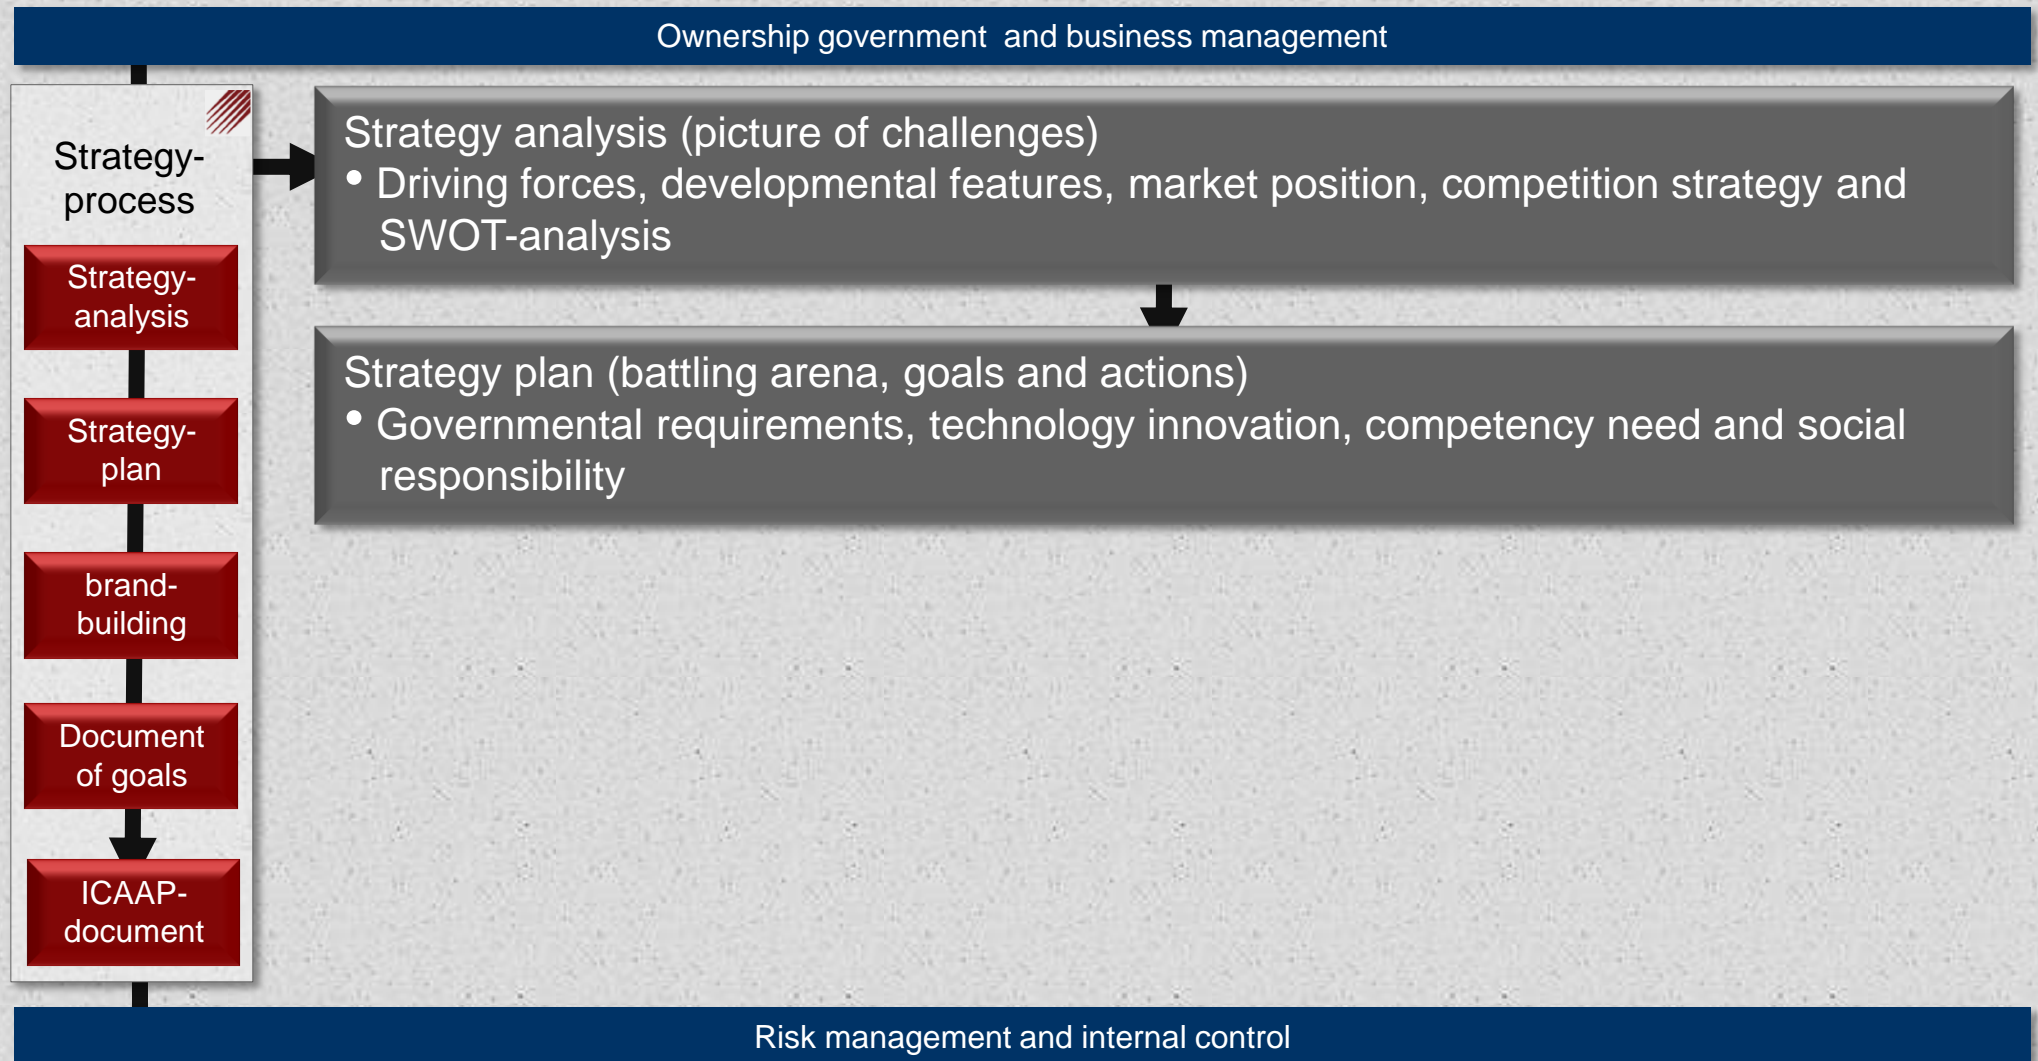 Ownership government  and business management
Strategy-
process
Strategy-
analysis
Strategy-
plan
brand-
building
Document
of goals
ICAAP-
document
Strategy analysis (picture of challenges)
• Driving forces, developmental features, market position, competition strategy and
SWOT-analysis
Strategy plan (battling arena, goals and actions)
• Governmental requirements, technology innovation, competency need and social
responsibility
Risk management and internal control